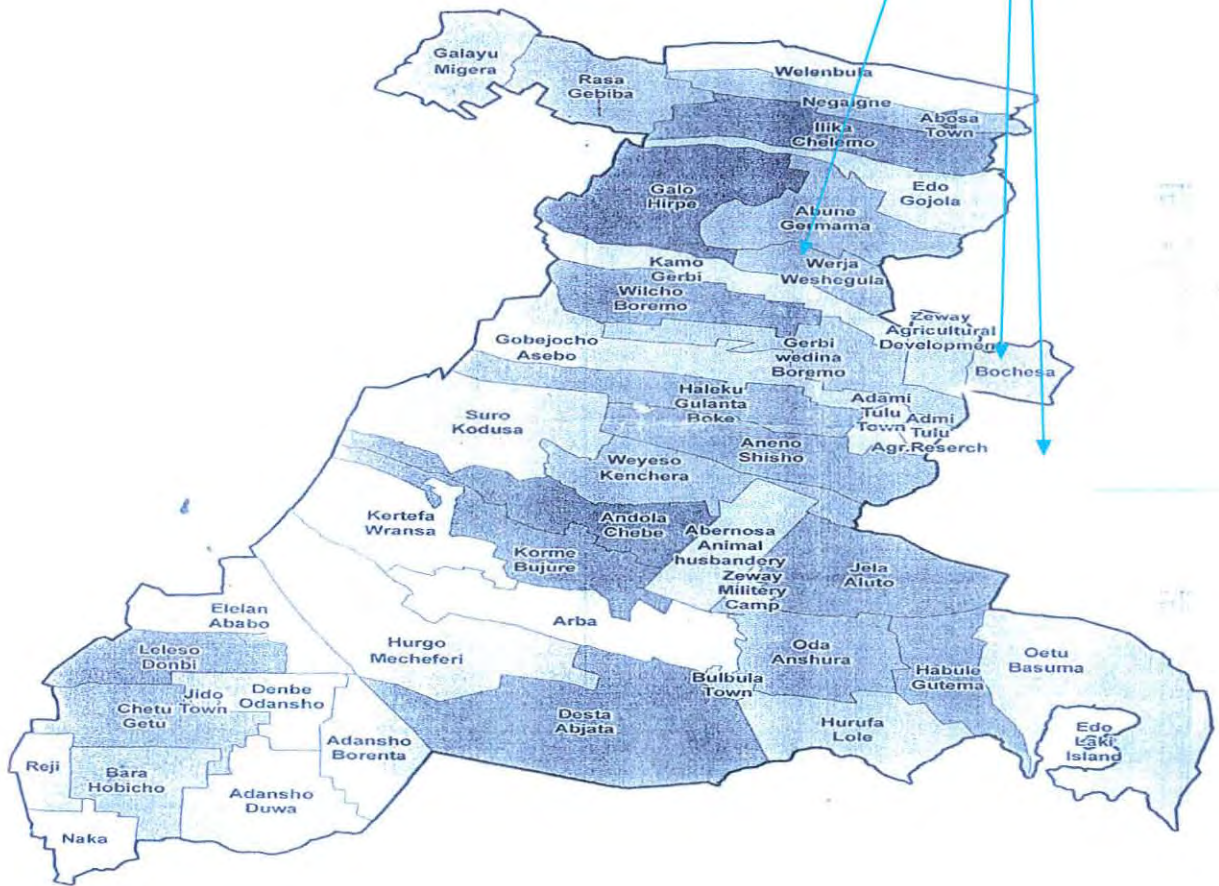 Galayu
Migera
Rasa
Gebiba
Welenbula
Negaigne
Abosa
Town
Ilika
Chelemo
Galo
Hirpe
Edo
Gojola
Abune
Germama
Kamo
Gerbi
Werja
Weshegula
Wilcho
Boremo
Gobejocho
Asebo
Gerbi
wedina
Boremo
Zeway
Agricultural
Development
Bochesa
Haleku
Gulanta
Boke
Adami
Tulu
Town
Admi
Tulu
Agr.Reserch
Suro
Kodusa
Aneno
Shisho
Weyeso
Kenchera
Kertefa
Wransa
Andola
Chebe
Abernosa
Animal
husbandery
Zeway
Militery
Camp
Korme
Bujure
Jela
Aluto
Elelan
Ababo
Arba
Hurgo
Mecheferi
Leleso
Donbi
Oda
Anshura
Habule
Gutema
Oetu
Basuma
Bulbula
Town
Jido
Town
Chetu
Getu
Denbe
Odansho
Desta
Abjata
Hurufa
Lole
Edo
Laki
Island
Adansho
Borenta
Reji
Bara
Hobicho
Adansho
Duwa
Naka